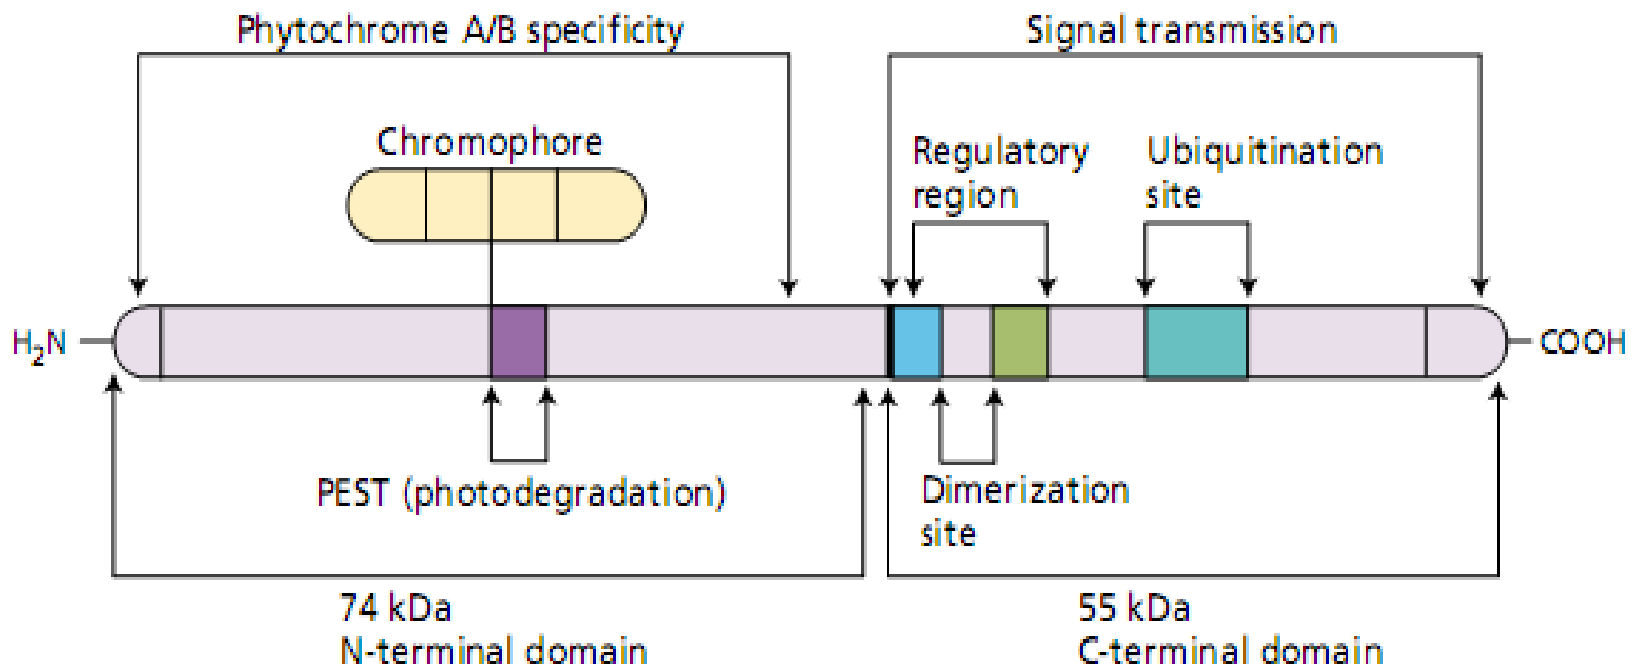 Phytochrome A/B specificity
Signal transmission
Chromophore
Regulatory
region
Ubiquitination
site
H₂N
COOH
PEST (photodegradation)
Dimerization
site
74 kDa
N-terminal domain
55 kDa
C-terminal domain